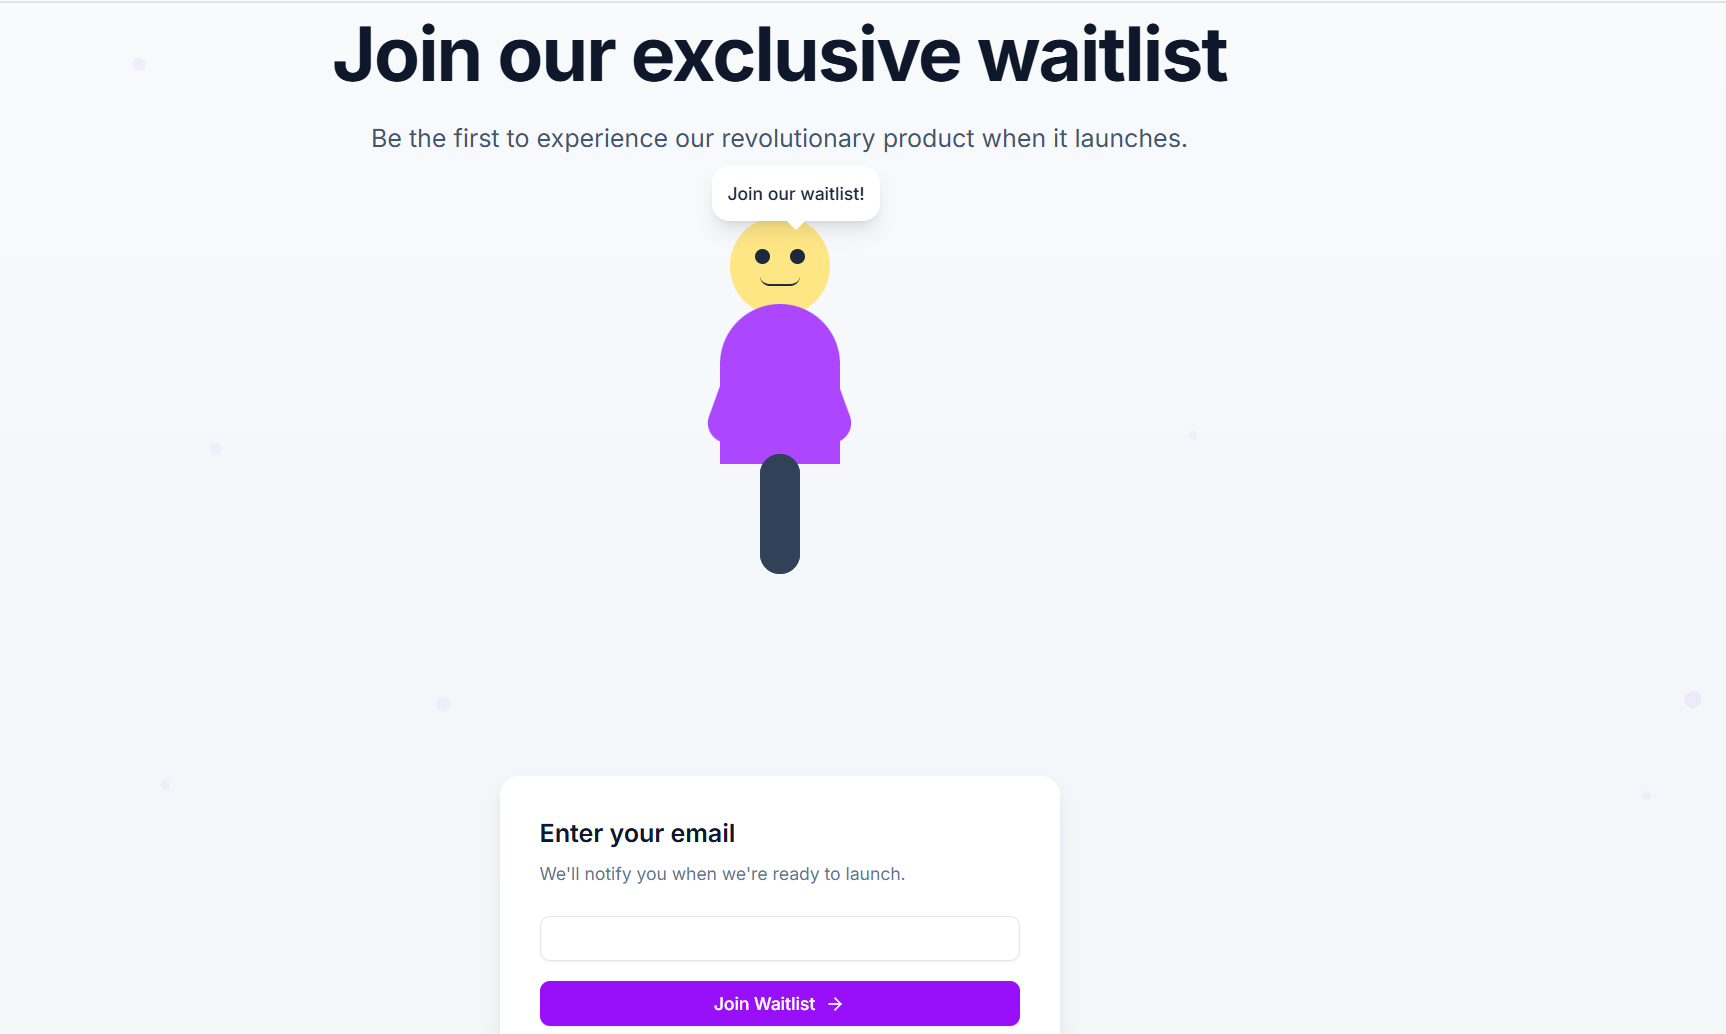 Join our exclusive waitlist
Be the first to experience our revolutionary product when it launches.
Join our waitlist!
Enter your email
We'll notify you when we're ready to launch.
Join Waitlist →